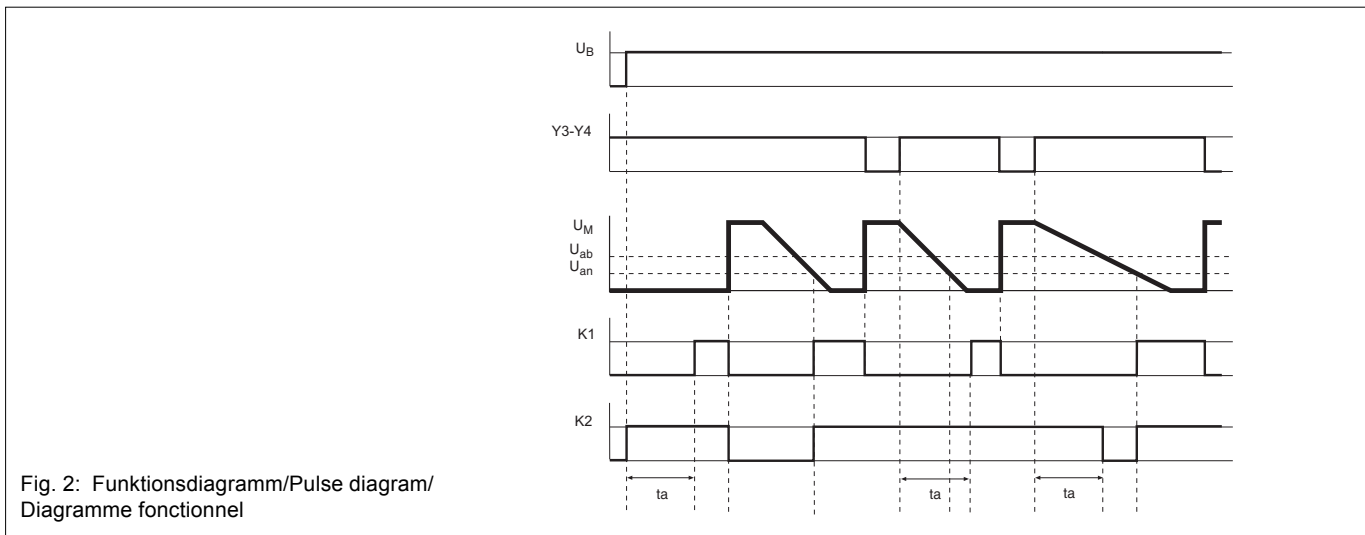 U_B
Y3-Y4
U_M
U_ab
U_an
K1
K2
ta ta ta
Fig. 2: Funktionsdiagramm/Pulse diagram/
Diagramme fonctionnel